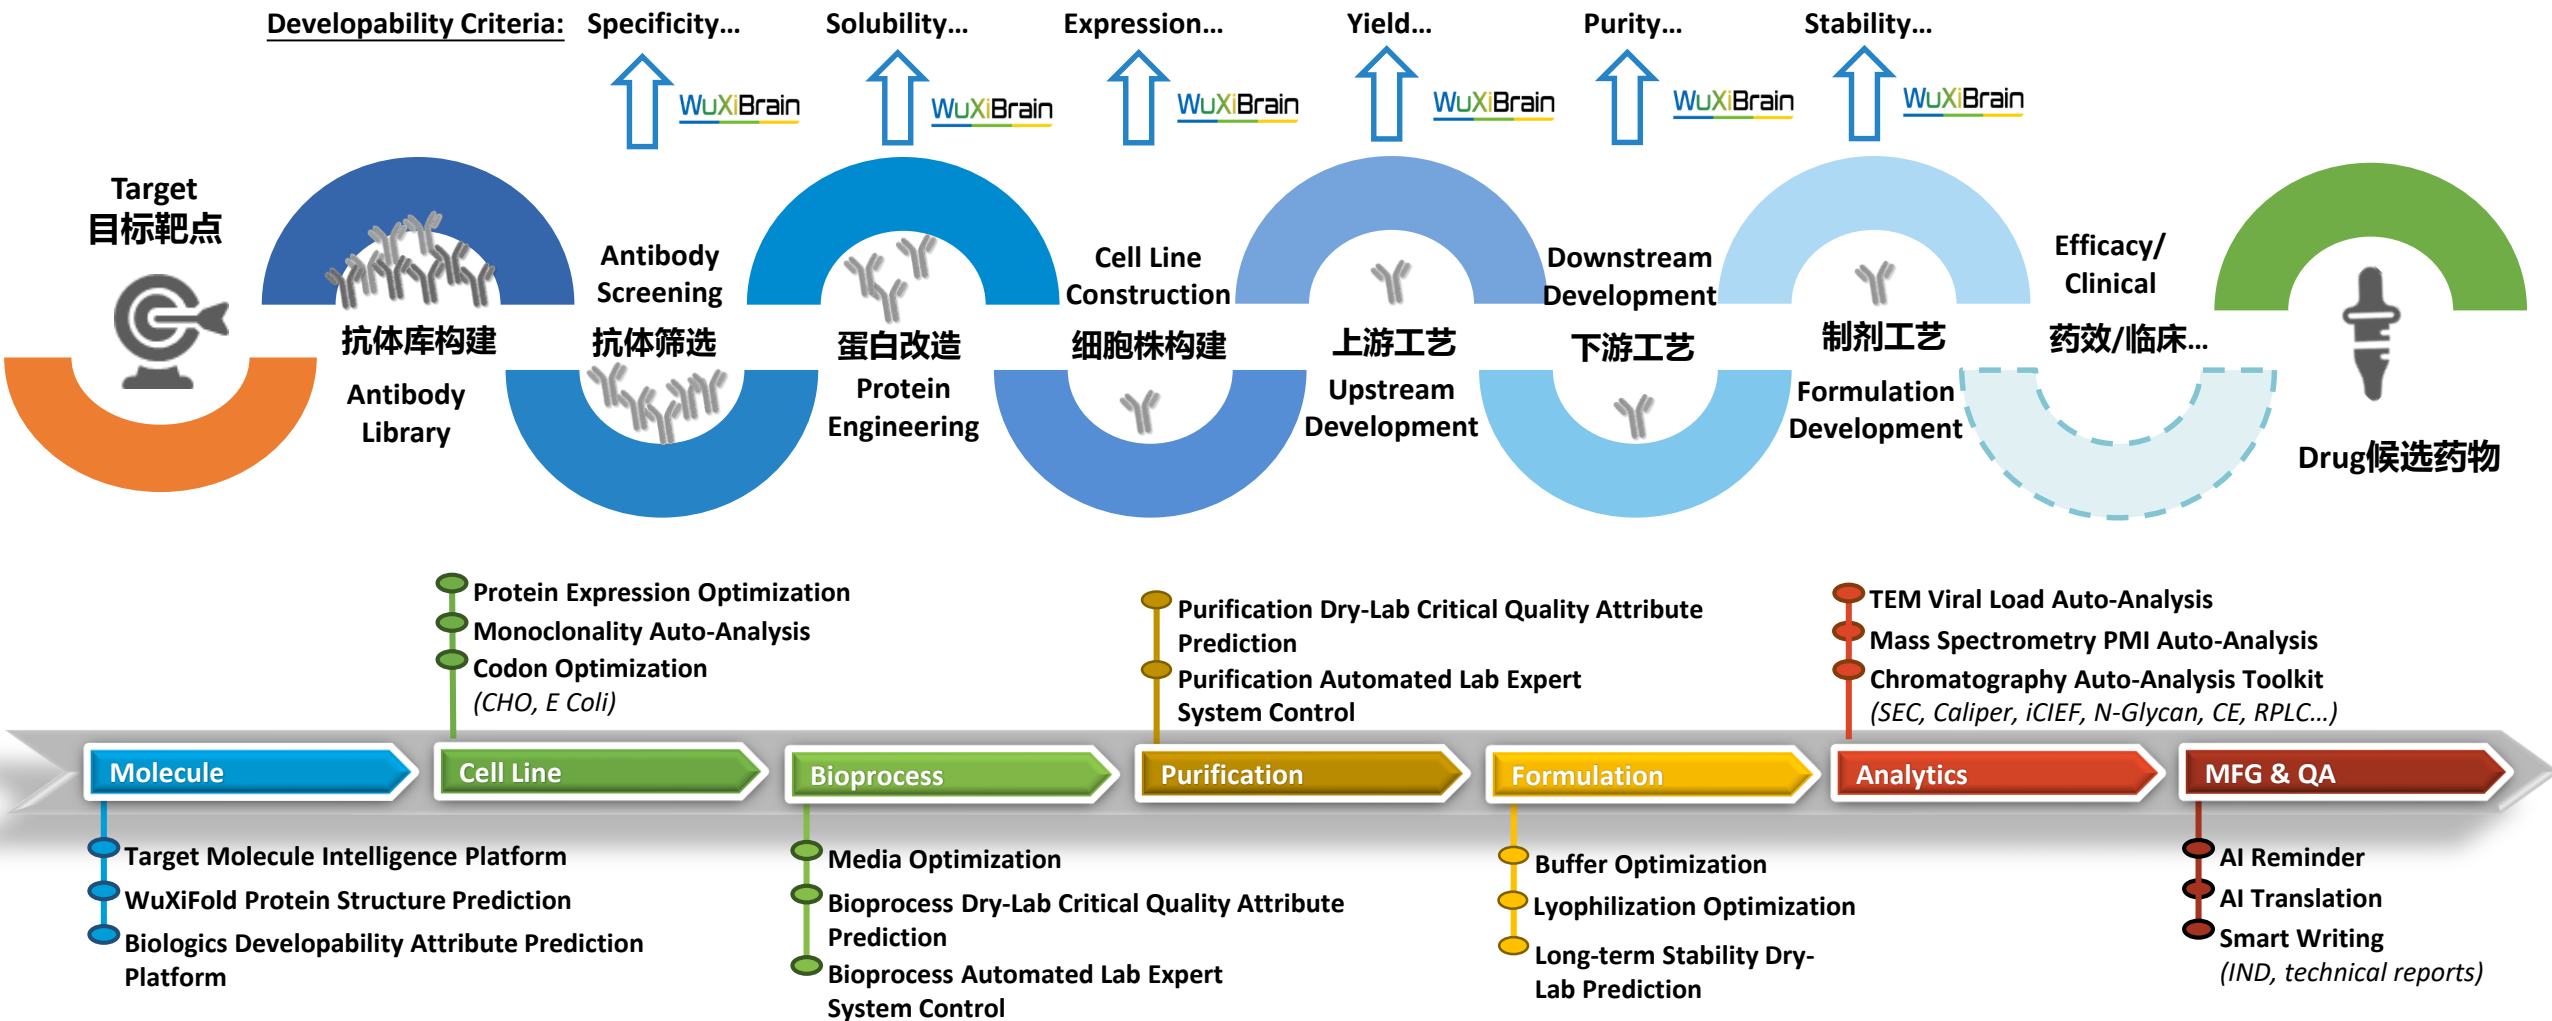 Developability Criteria: Specificity... Solubility... Expression... Yield... Purity... Stability...
WuXiBrain WuXiBrain WuXiBrain WuXiBrain WuXiBrain WuXiBrain
Target
目标靶点
抗体库构建
Antibody
Library
Antibody
Screening
抗体筛选
蛋白改造
Protein
Engineering
Cell Line
Construction
细胞株构建
上游工艺
Upstream
Development
Downstream
Development
下游工艺
制剂工艺
Formulation
Development
Efficacy/
Clinical
药效/临床...
Drug候选药物
Protein Expression Optimization
Monoclonality Auto-Analysis
Codon Optimization
(CHO, E Coli)
Purification Dry-Lab Critical Quality Attribute
Prediction
Purification Automated Lab Expert
System Control
TEM Viral Load Auto-Analysis
Mass Spectrometry PMI Auto-Analysis
Chromatography Auto-Analysis Toolkit
(SEC, Caliper, iCIEF, N-Glycan, CE, RPLC...)
Molecule
Cell Line
Bioprocess
Purification
Formulation
Analytics
MFG & QA
Target Molecule Intelligence Platform
WuXiFold Protein Structure Prediction
Biologics Developability Attribute Prediction
Platform
Media Optimization
Bioprocess Dry-Lab Critical Quality Attribute
Prediction
Bioprocess Automated Lab Expert
System Control
Buffer Optimization
Lyophilization Optimization
Long-term Stability Dry-
Lab Prediction
AI Reminder
AI Translation
Smart Writing
(IND, technical reports)